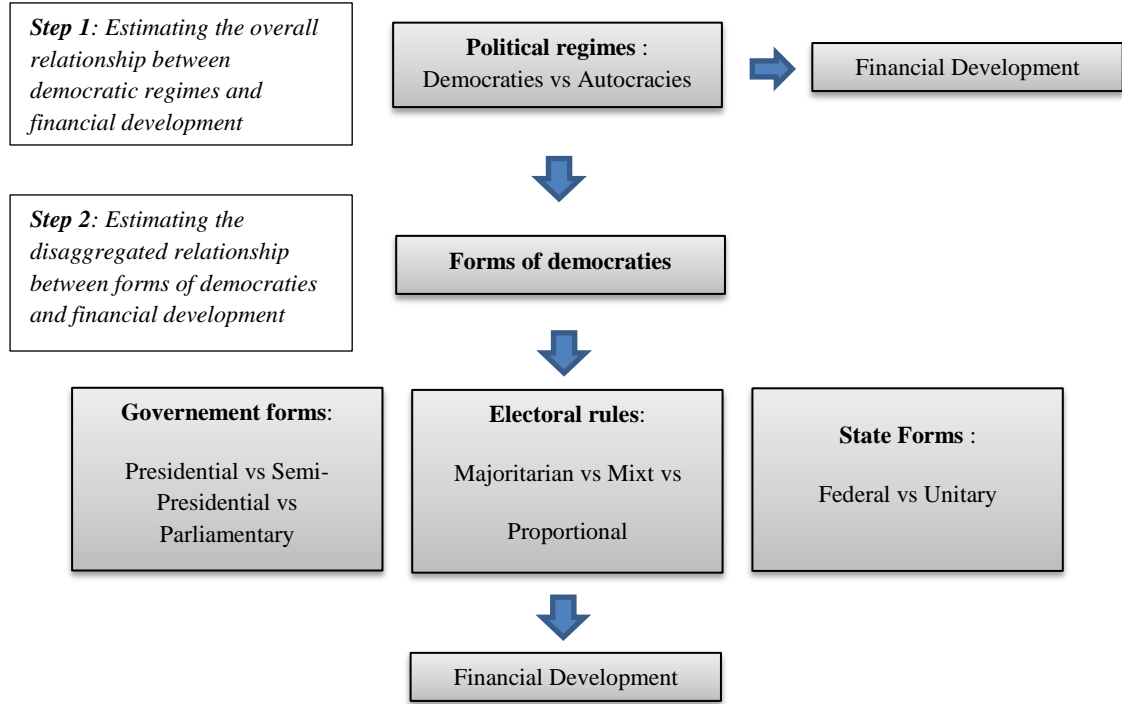 Step 1: Estimating the overall
relationship between
democratic regimes and
financial development
Political regimes :
Democraties vs Autocracies
Financial Development
Step 2: Estimating the
disaggregated relationship
between forms of democraties
and financial development
Forms of democraties
Governement forms:
Presidential vs Semi-
Presidential vs
Parliamentary
Electoral rules:
Majoritarian vs Mixt vs
Proportional
State Forms :
Federal vs Unitary
Financial Development